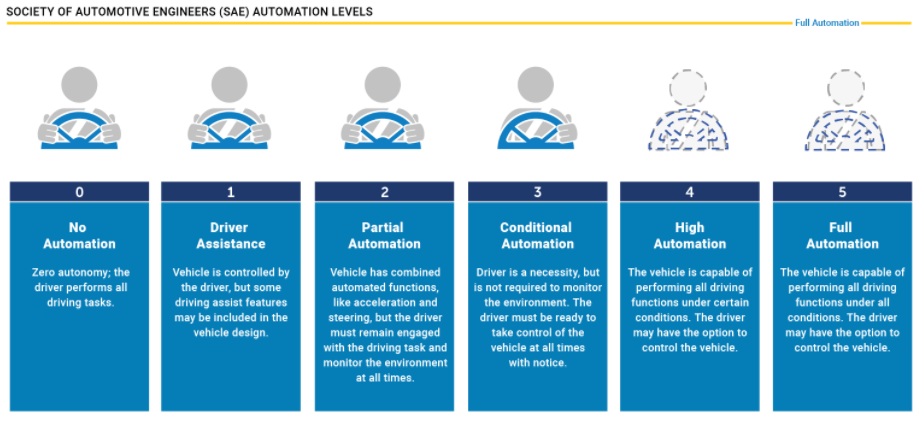 SOCIETY OF AUTOMOTIVE ENGINEERS (SAE) AUTOMATION LEVELS
Full Automation
0
No
Automation
Zero autonomy; the
driver performs all
driving tasks.
1
Driver
Assistance
Vehicle is controlled by
the driver, but some
driving assist features
may be included in the
vehicle design.
2
Partial
Automation
Vehicle has combined
automated functions,
like acceleration and
steering, but the driver
must remain engaged
with the driving task and
monitor the environment
at all times.
3
Conditional
Automation
Driver is a necessity, but
is not required to monitor
the environment. The
driver must be ready to
take control of the
vehicle at all times
with notice.
4
High
Automation
The vehicle is capable of
performing all driving
functions under certain
conditions. The driver
may have the option to
control the vehicle.
5
Full
Automation
The vehicle is capable of
performing all driving
functions under all
conditions. The driver
may have the option to
control the vehicle.